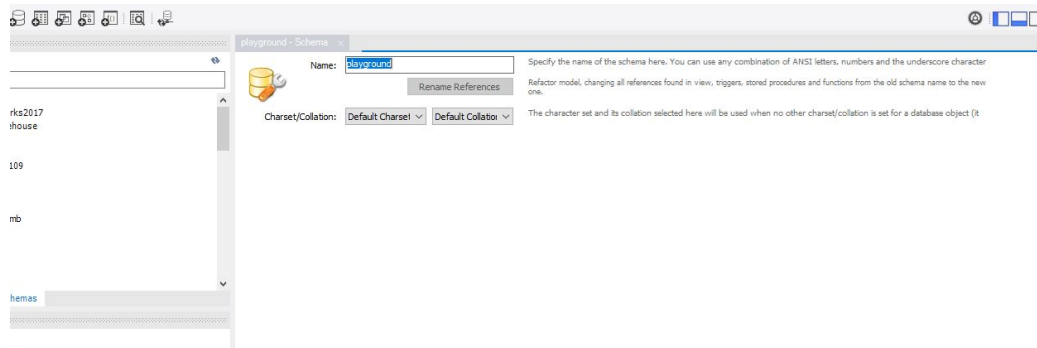 playground - Schema
Name: playground
Specify the name of the schema here. You can use any combination of ANSI letters, numbers and the underscore character
Rename References
Refactor model, changing all references found in view, triggers, stored procedures and functions from the old schema name to the new
one.
Charset/Collation: Default Charset Default Collation
The character set and its collation selected here will be used when no other charset/collation is set for a database object (it
rks2017
ehouse
109
mb
hemas